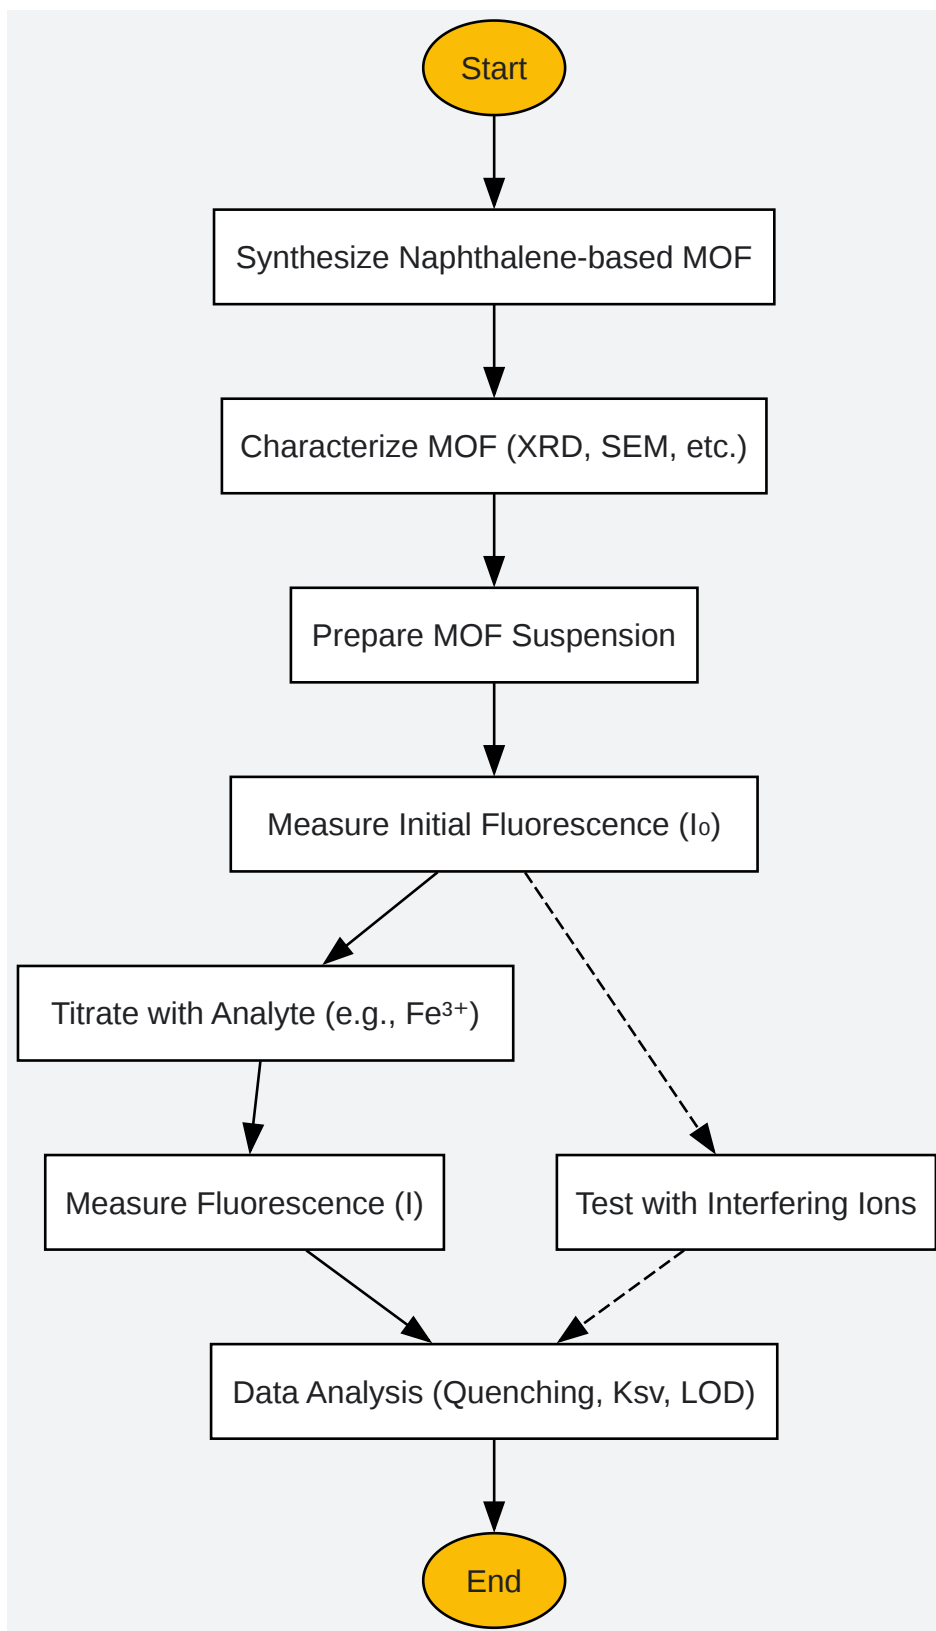 Start
Synthesize Naphthalene-based MOF
Characterize MOF (XRD, SEM, etc.)
Prepare MOF Suspension
Measure Initial Fluorescence (I₀)
Titrate with Analyte (e.g., Fe³⁺)
Measure Fluorescence (I)
Test with Interfering Ions
Data Analysis (Quenching, Ksv, LOD)
End